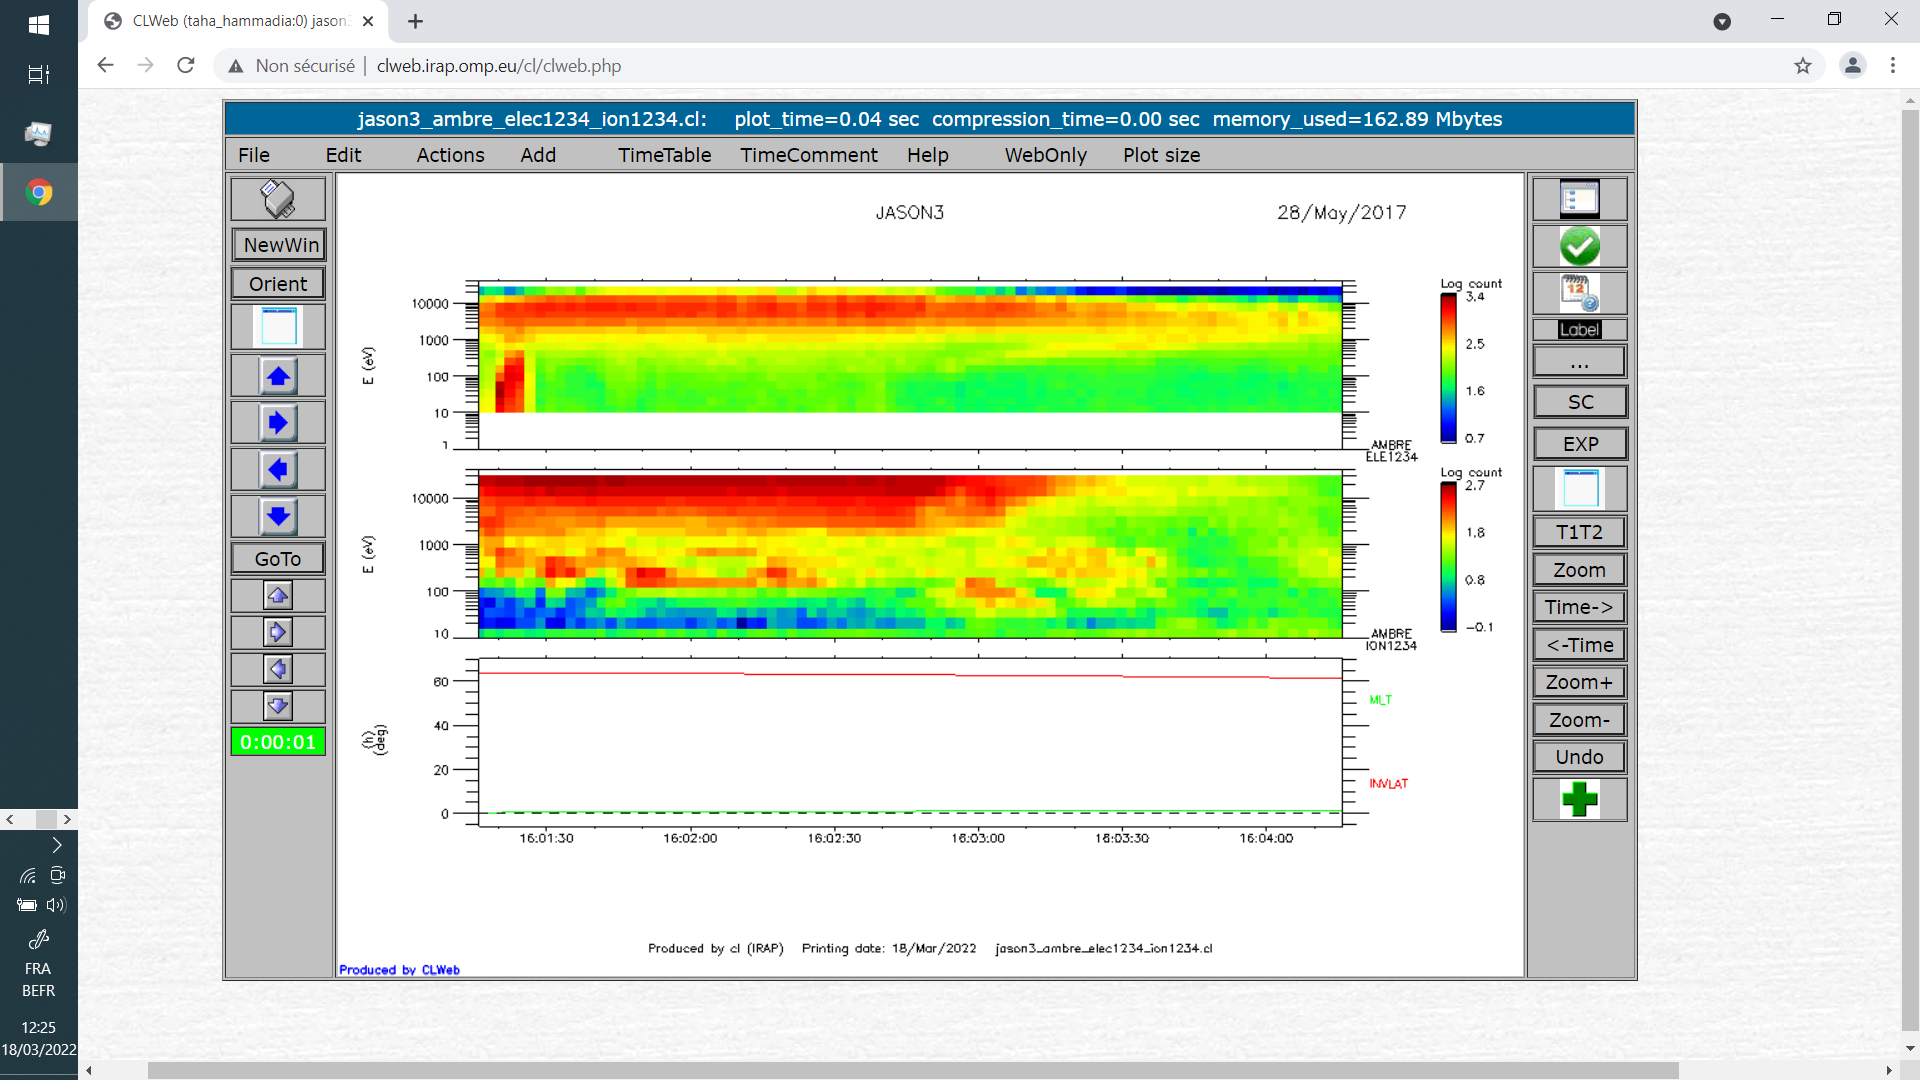 CLWeb (taha_hammadia:0) jason3
Non sécurisé | clweb.irap.omp.eu/cl/clweb.php
jason3_ambre_elec1234_ion1234.cl: plot_time=0.04 sec compression_time=0.00 sec memory_used=162.89 Mbytes
File Edit Actions Add TimeTable TimeComment Help WebOnly Plot size
NewWin
Orient
GoTo
0:00:01
JASON3 28/May/2017
Log count
3.4
2.5
1.6
0.7
E (eV)
10000
1000
100
10
1
AMBRE
ELE1234
Log count
2.7
1.8
0.8
-0.1
E (eV)
10000
1000
100
10
AMBRE
ION1234
(h)
(deg)
60
40
20
0
MLT
INVLAT
16:01:30 16:02:00 16:02:30 16:03:00 16:03:30 16:04:00
Produced by cl (IRAP) Printing date: 18/Mar/2022 jason3_ambre_elec1234_ion1234.cl
Produced by CLWeb
12
Label
...
SC
EXP
T1T2
Zoom
Time->
<-Time
Zoom+
Zoom-
Undo
FRA
BEFR
12:25
18/03/2022